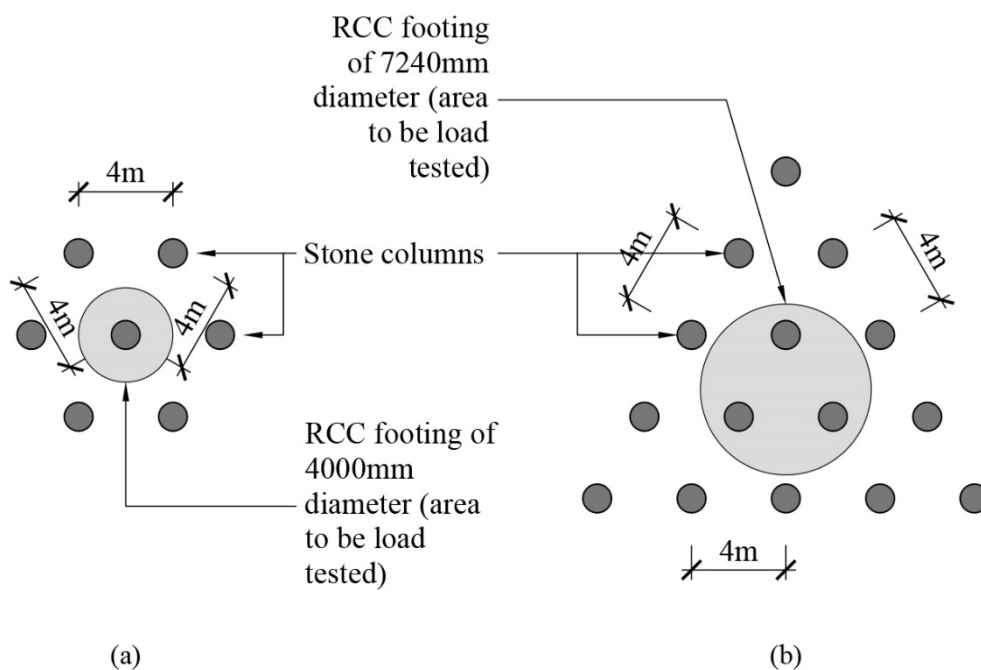 RCC footing
of 7240mm
diameter (area
to be load
tested)
4m
Stone columns
4m
4m
4m
4m
RCC footing of
4000mm
diameter (area
to be load
tested)
4m
(a)
(b)